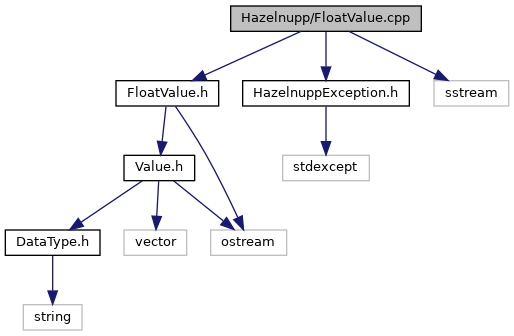 Hazelnupp/FloatValue.cpp
FloatValue.h
HazelnuppException.h
sstream
Value.h
stdexcept
DataType.h
vector
ostream
string